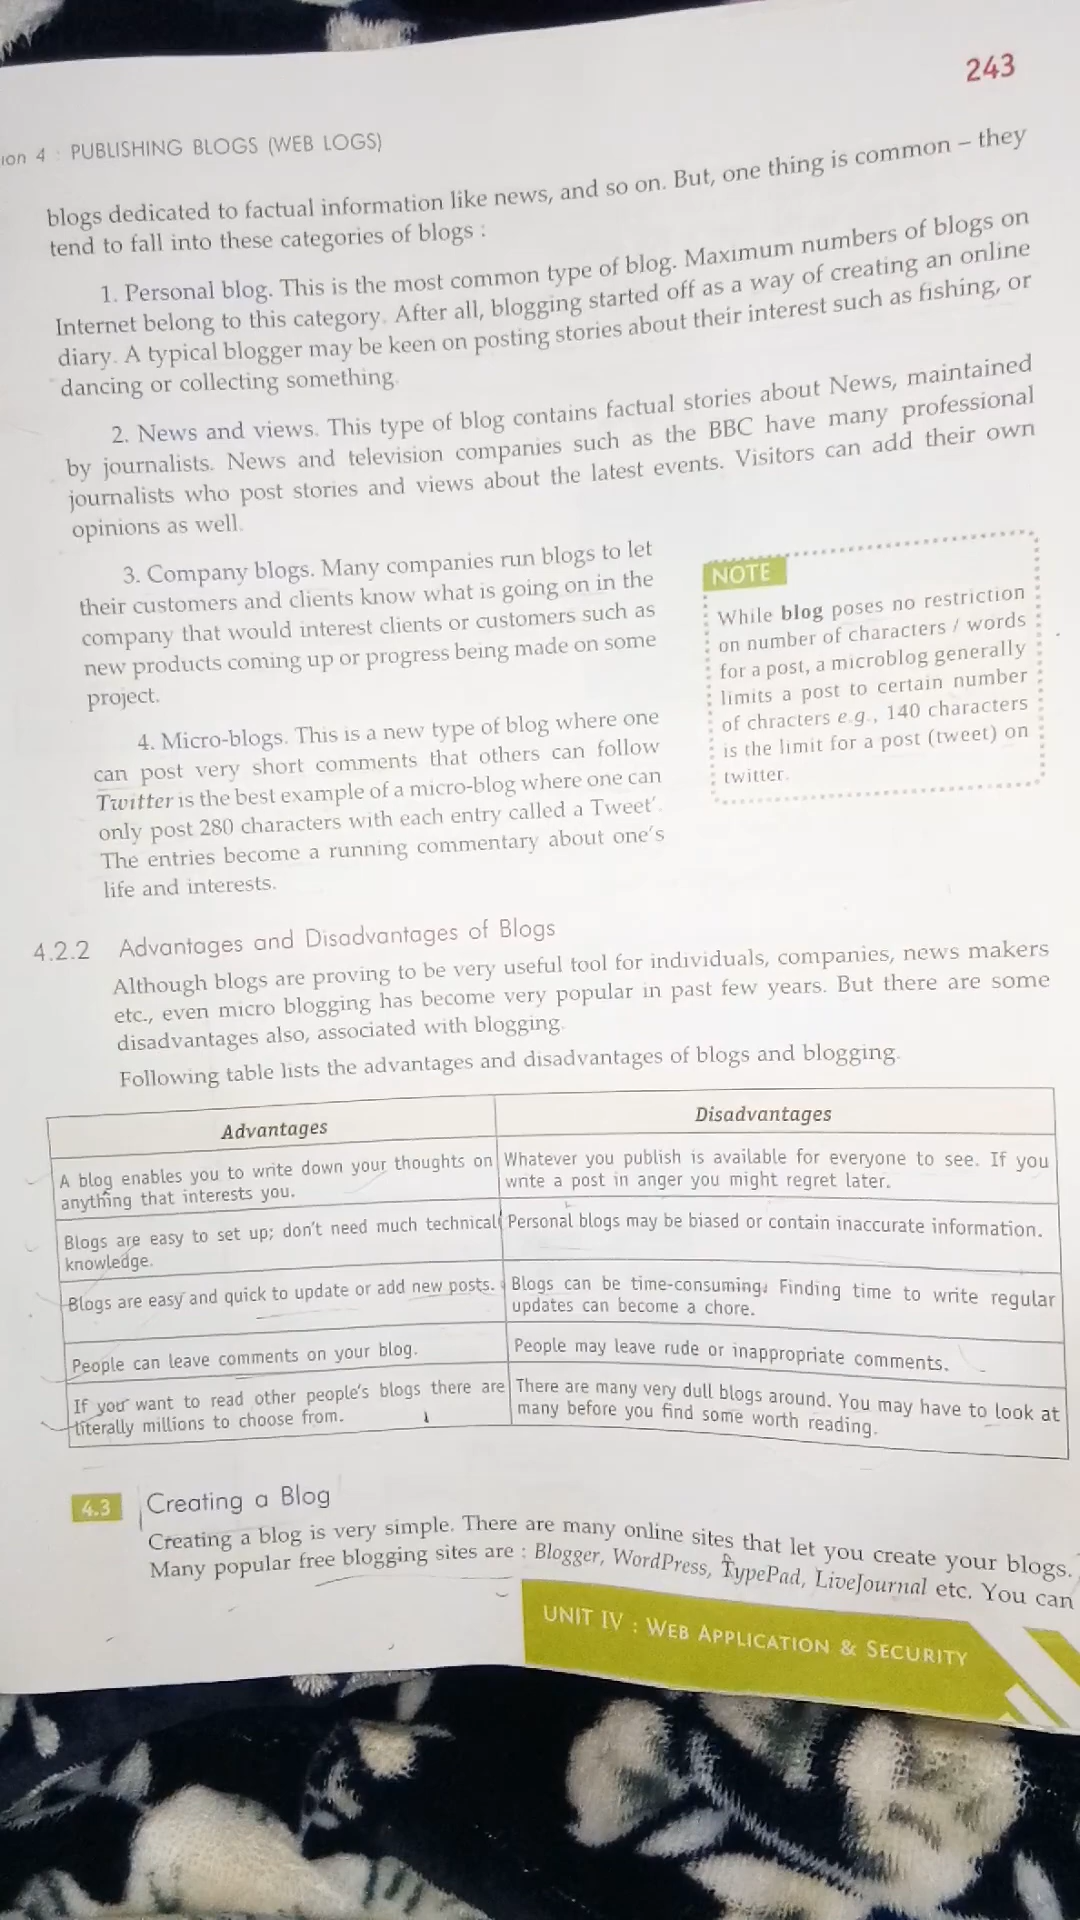 243
ion 4 : PUBLISHING BLOGS (WEB LOGS)
blogs dedicated to factual information like news, and so on. But, one thing is common – they
tend to fall into these categories of blogs :
1. Personal blog. This is the most common type of blog. Maximum numbers of blogs on
Internet belong to this category. After all, blogging started off as a way of creating an online
diary. A typical blogger may be keen on posting stories about their interest such as fishing, or
dancing or collecting something.
2. News and views. This type of blog contains factual stories about News, maintained
by journalists. News and television companies such as the BBC have many professional
journalists who post stories and views about the latest events. Visitors can add their own
opinions as well.
3. Company blogs. Many companies run blogs to let
their customers and clients know what is going on in the
company that would interest clients or customers such as
new products coming up or progress being made on some
project.
4. Micro-blogs. This is a new type of blog where one
can post very short comments that others can follow
Twitter is the best example of a micro-blog where one can
only post 280 characters with each entry called a Tweet'.
The entries become a running commentary about one's
life and interests.
NOTE
While blog poses no restriction
on number of characters / words
for a post, a microblog generally
limits a post to certain number
of chracters e.g., 140 characters
is the limit for a post (tweet) on
twitter.
4.2.2 Advantages and Disadvantages of Blogs
Although blogs are proving to be very useful tool for individuals, companies, news makers
etc., even micro blogging has become very popular in past few years. But there are some
disadvantages also, associated with blogging.
Following table lists the advantages and disadvantages of blogs and blogging.
Advantages
Disadvantages
A blog enables you to write down your thoughts on
anything that interests you.
Whatever you publish is available for everyone to see. If you
write a post in anger you might regret later.
Blogs are easy to set up; don't need much technical
knowledge.
Personal blogs may be biased or contain inaccurate information.
Blogs are easy and quick to update or add new posts.
Blogs can be time-consuming. Finding time to write regular
updates can become a chore.
People can leave comments on your blog.
People may leave rude or inappropriate comments.
If you want to read other people's blogs there are
literally millions to choose from.
There are many very dull blogs around. You may have to look at
many before you find some worth reading.
4.3 Creating a Blog
Creating a blog is very simple. There are many online sites that let you create your blogs.
Many popular free blogging sites are : Blogger, WordPress, TypePad, LiveJournal etc. You can
UNIT IV : WEB APPLICATION & SECURITY